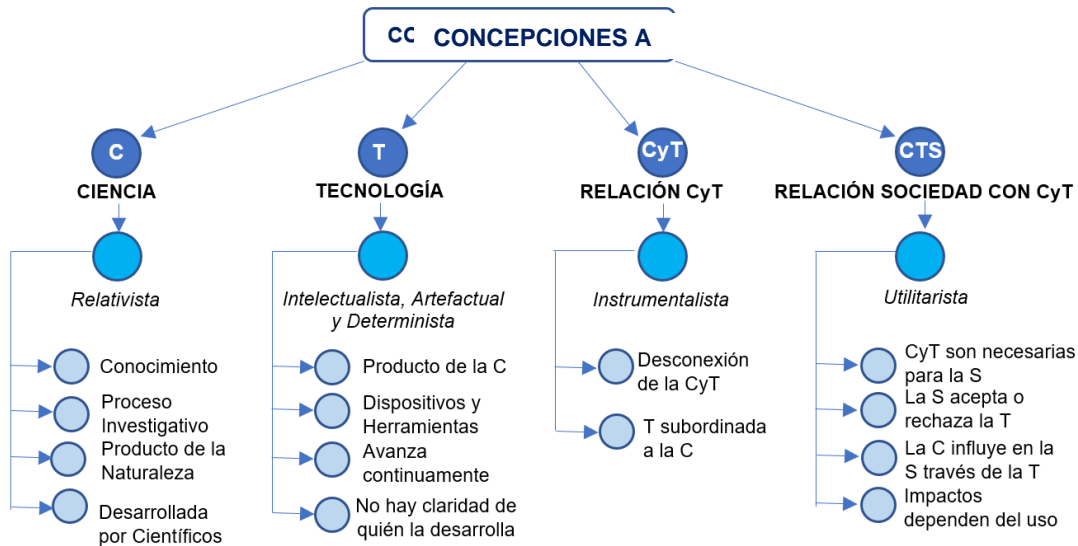 CC CONCEPCIONES A
C
CIENCIA
Relativista
Conocimiento
Proceso
Investigativo
Producto de la
Naturaleza
Desarrollada
por Científicos
T
TECNOLOGÍA
Intelectualista, Artefactual
y Determinista
Producto de la C
Dispositivos y
Herramientas
Avanza
continuamente
No hay claridad de
quién la desarrolla
CyT
RELACIÓN CyT
Instrumentalista
Desconexión
de la CyT
T subordinada
a la C
CTS
RELACIÓN SOCIEDAD CON CyT
Utilitarista
CyT son necesarias
para la S
La S acepta o
rechaza la T
La C influye en la
S través de la T
Impactos
dependen del uso